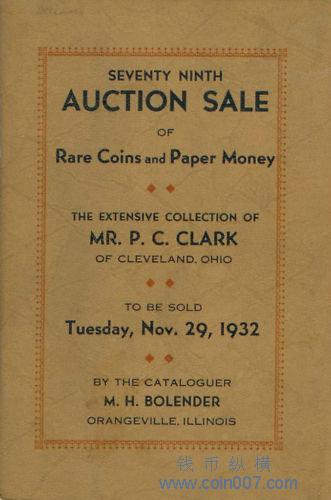 SEVENTY NINTH
AUCTION SALE
OF
Rare Coins and Paper Money
THE EXTENSIVE COLLECTION OF
MR. P. C. CLARK
OF CLEVELAND, OHIO
TO BE SOLD
Tuesday, Nov. 29, 1932
BY THE CATALOGUER
M. H. BOLENDER
ORANGEVILLE, ILLINOIS
钱币纵横
www.coin007.com